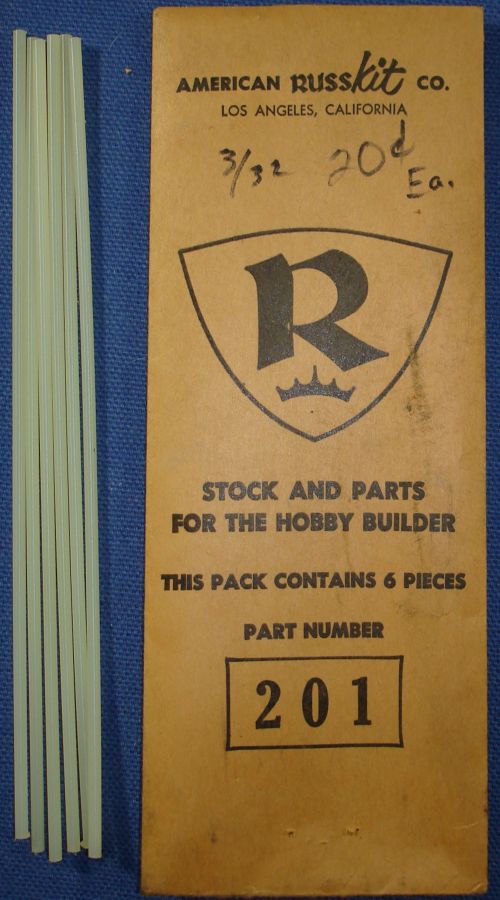 AMERICAN RUSSkit CO.
LOS ANGELES, CALIFORNIA
3/32 20¢ Ea.
R
STOCK AND PARTS
FOR THE HOBBY BUILDER
THIS PACK CONTAINS 6 PIECES
PART NUMBER
201